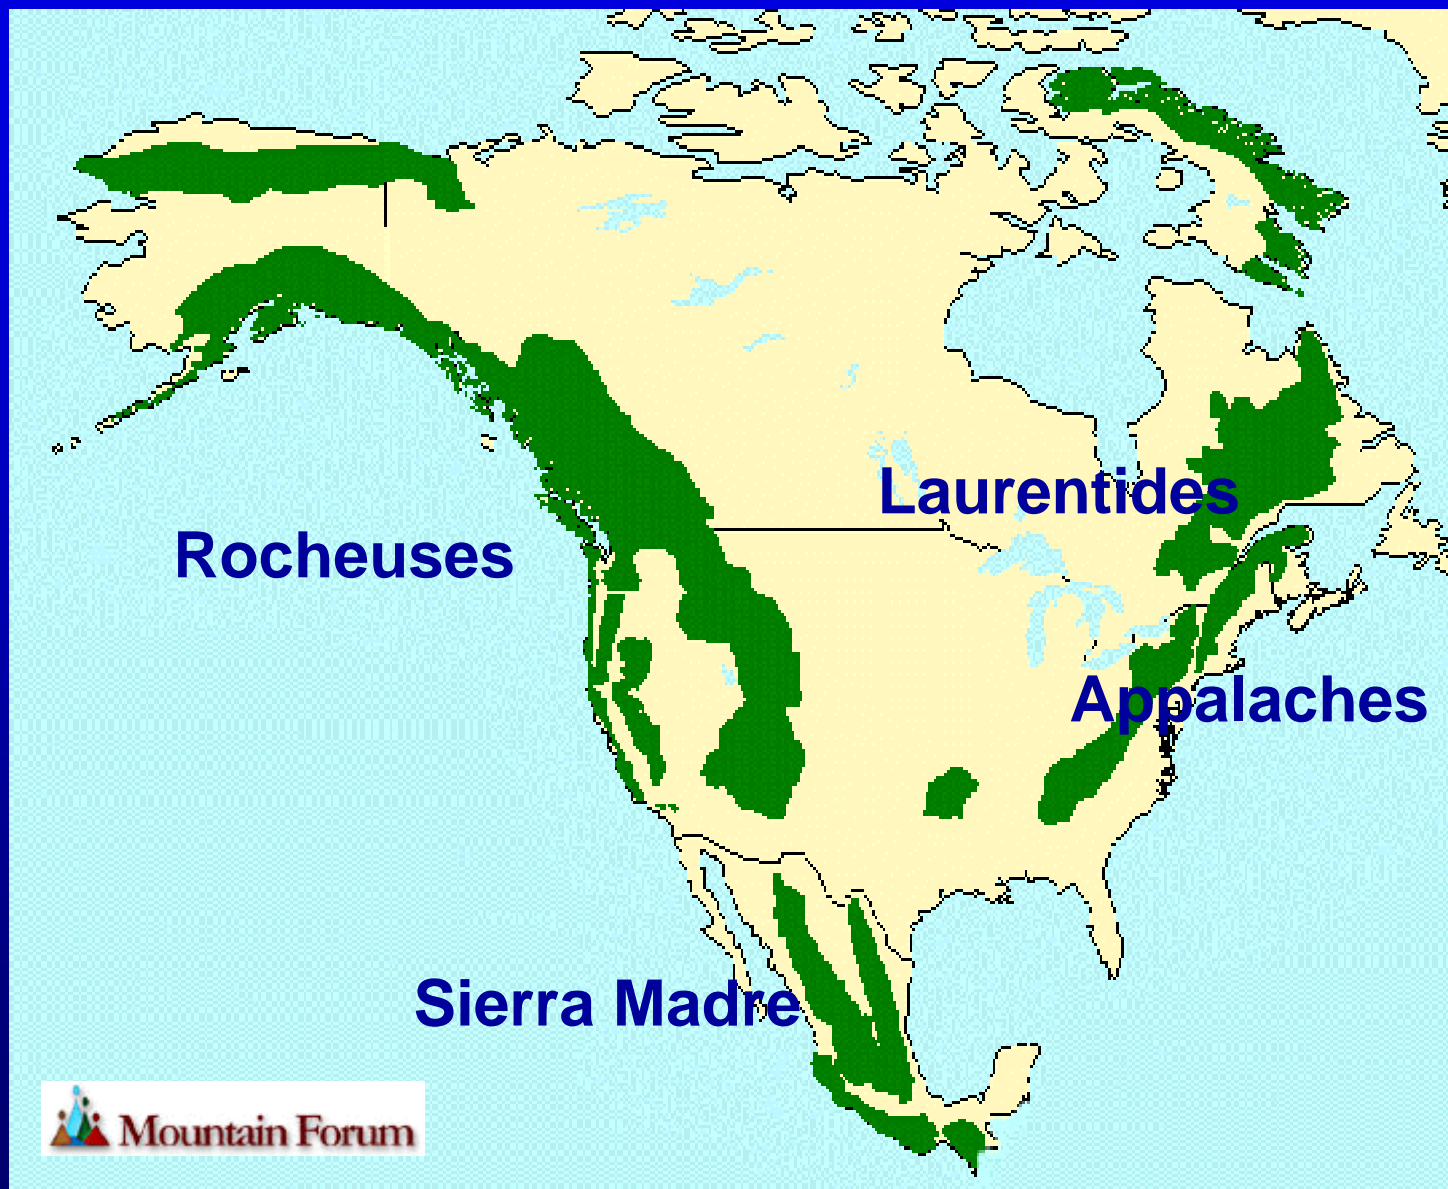 Laurentides
Rocheuses
Appalaches
Sierra Madre
Mountain Forum